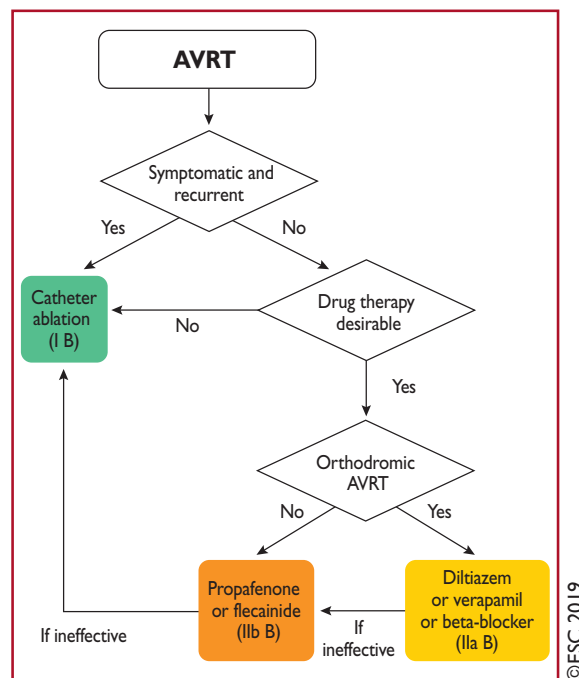 AVRT
Symptomatic and
recurrent
Yes
No
Catheter
ablation
(I B)
No
Drug therapy
desirable
Yes
Orthodromic
AVRT
No
Yes
Propafenone
or flecainide
(IIb B)
If ineffective
If
ineffective
Diltiazem
or verapamil
or beta-blocker
(IIa B)
©ESC 2019